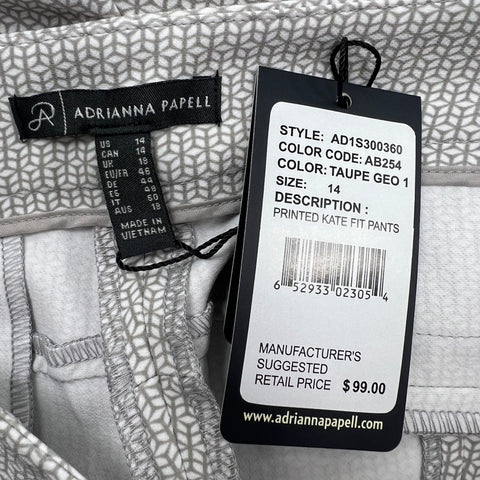 ADRIANNA PAPELL
US 14
CAN 14
UK 18
EU/FR 46
DE 44
ES 48
IT 50
AUS 18
MADE IN
VIETNAM
STYLE: AD1S300360
COLOR CODE: AB254
COLOR: TAUPE GEO 1
SIZE: 14
DESCRIPTION :
PRINTED KATE FIT PANTS
6 52933 02305 4
MANUFACTURER'S
SUGGESTED
RETAIL PRICE $99.00
www.adriannapapell.com